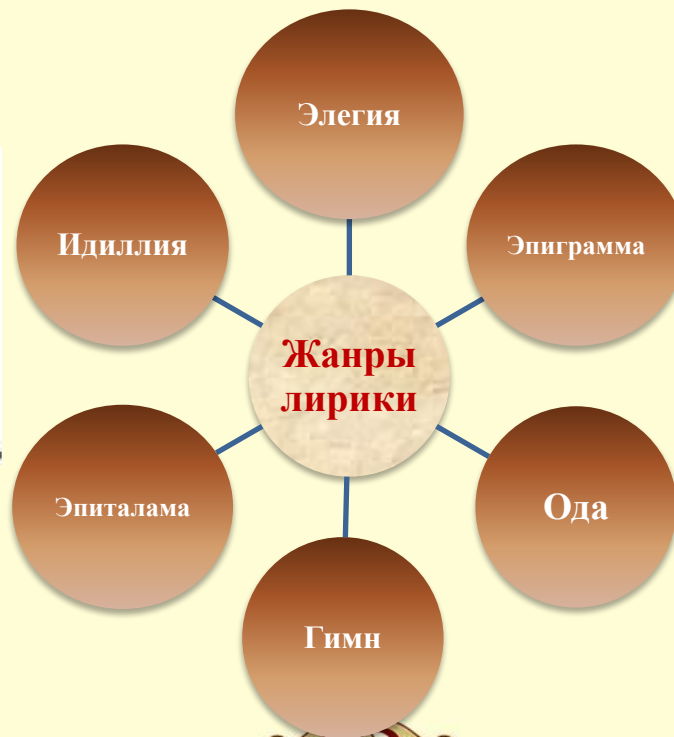 Элегия
Идиллия
Эпиграмма
Жанры
лирики
Эпиталама
Ода
Гимн